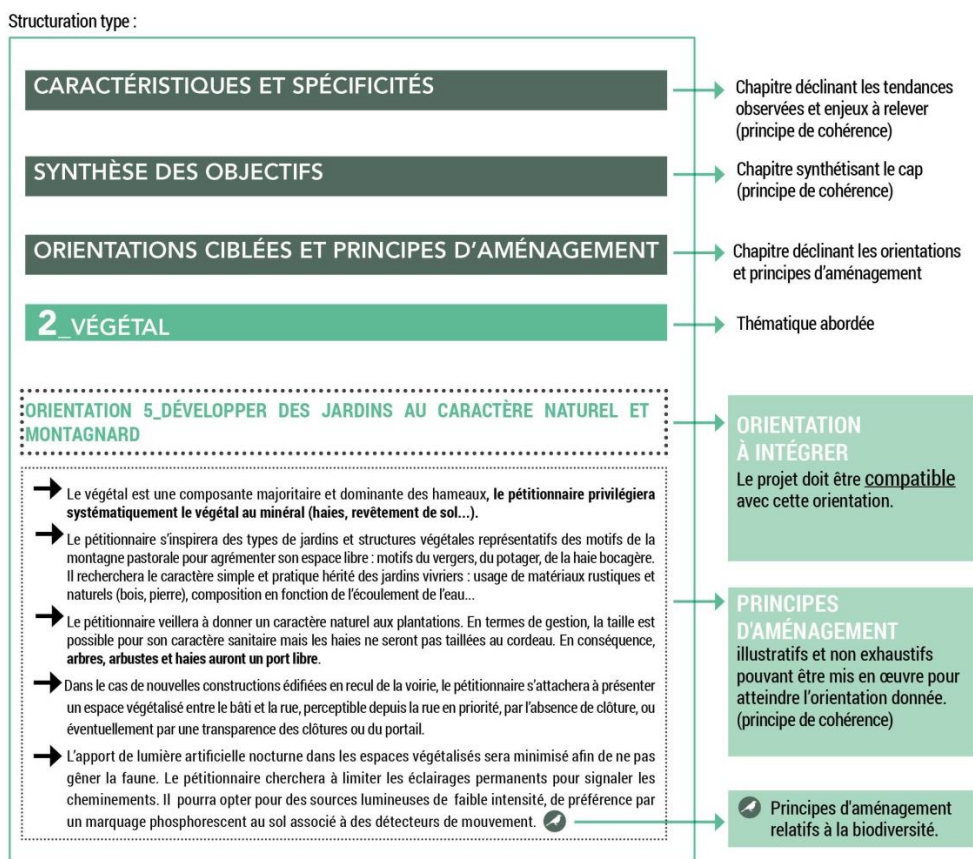 Structuration type :
CARACTÉRISTIQUES ET SPÉCIFICITÉS
Chapitre déclinant les tendances
observées et enjeux à relever
(principe de cohérence)
SYNTHÈSE DES OBJECTIFS
Chapitre synthétisant le cap
(principe de cohérence)
ORIENTATIONS CIBLÉES ET PRINCIPES D'AMÉNAGEMENT
Chapitre déclinant les orientations
et principes d'aménagement
2_VÉGÉTAL
Thématique abordée
ORIENTATION 5_DÉVELOPPER DES JARDINS AU CARACTÈRE NATUREL ET
MONTAGNARD
ORIENTATION
À INTÉGRER
Le projet doit être compatible
avec cette orientation.
Le végétal est une composante majoritaire et dominante des hameaux, le pétitionnaire privilégiera
systématiquement le végétal au minéral (haies, revêtement de sol...).
Le pétitionnaire s'inspirera des types de jardins et structures végétales représentatifs des motifs de la
montagne pastorale pour agrémenter son espace libre : motifs du vergers, du potager, de la haie bocagère.
Il recherchera le caractère simple et pratique hérité des jardins vivriers : usage de matériaux rustiques et
naturels (bois, pierre), composition en fonction de l'écoulement de l'eau...
Le pétitionnaire veillera à donner un caractère naturel aux plantations. En termes de gestion, la taille est
possible pour son caractère sanitaire mais les haies ne seront pas taillées au cordeau. En conséquence,
arbres, arbustes et haies auront un port libre.
Dans le cas de nouvelles constructions édifiées en recul de la voirie, le pétitionnaire s'attachera à présenter
un espace végétalisé entre le bâti et la rue, perceptible depuis la rue en priorité, par l'absence de clôture, ou
éventuellement par une transparence des clôtures ou du portail.
L'apport de lumière artificielle nocturne dans les espaces végétalisés sera minimisé afin de ne pas
gêner la faune. Le pétitionnaire cherchera à limiter les éclairages permanents pour signaler les
cheminements. Il pourra opter pour des sources lumineuses de faible intensité, de préférence par
un marquage phosphorescent au sol associé à des détecteurs de mouvement.
PRINCIPES
D'AMÉNAGEMENT
illustratifs et non exhaustifs
pouvant être mis en œuvre pour
atteindre l'orientation donnée.
(principe de cohérence)
Principes d'aménagement
relatifs à la biodiversité.